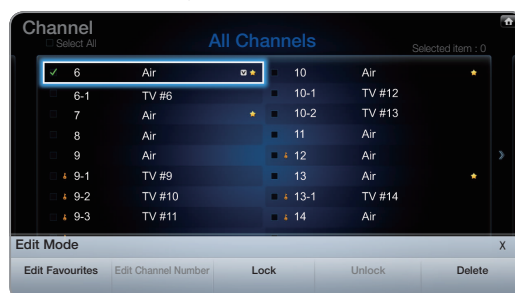 Channel
Select All
All Channels
Selected item : 0
6 Air 10 Air
6-1 TV #6 10-1 TV #12
7 Air 10-2 TV #13
8 Air 11 Air
9 Air 12 Air
9-1 TV #9 13 Air
9-2 TV #10 13-1 TV #14
9-3 TV #11 14 Air
Edit Mode X
Edit Favourites Edit Channel Number Lock Unlock Delete